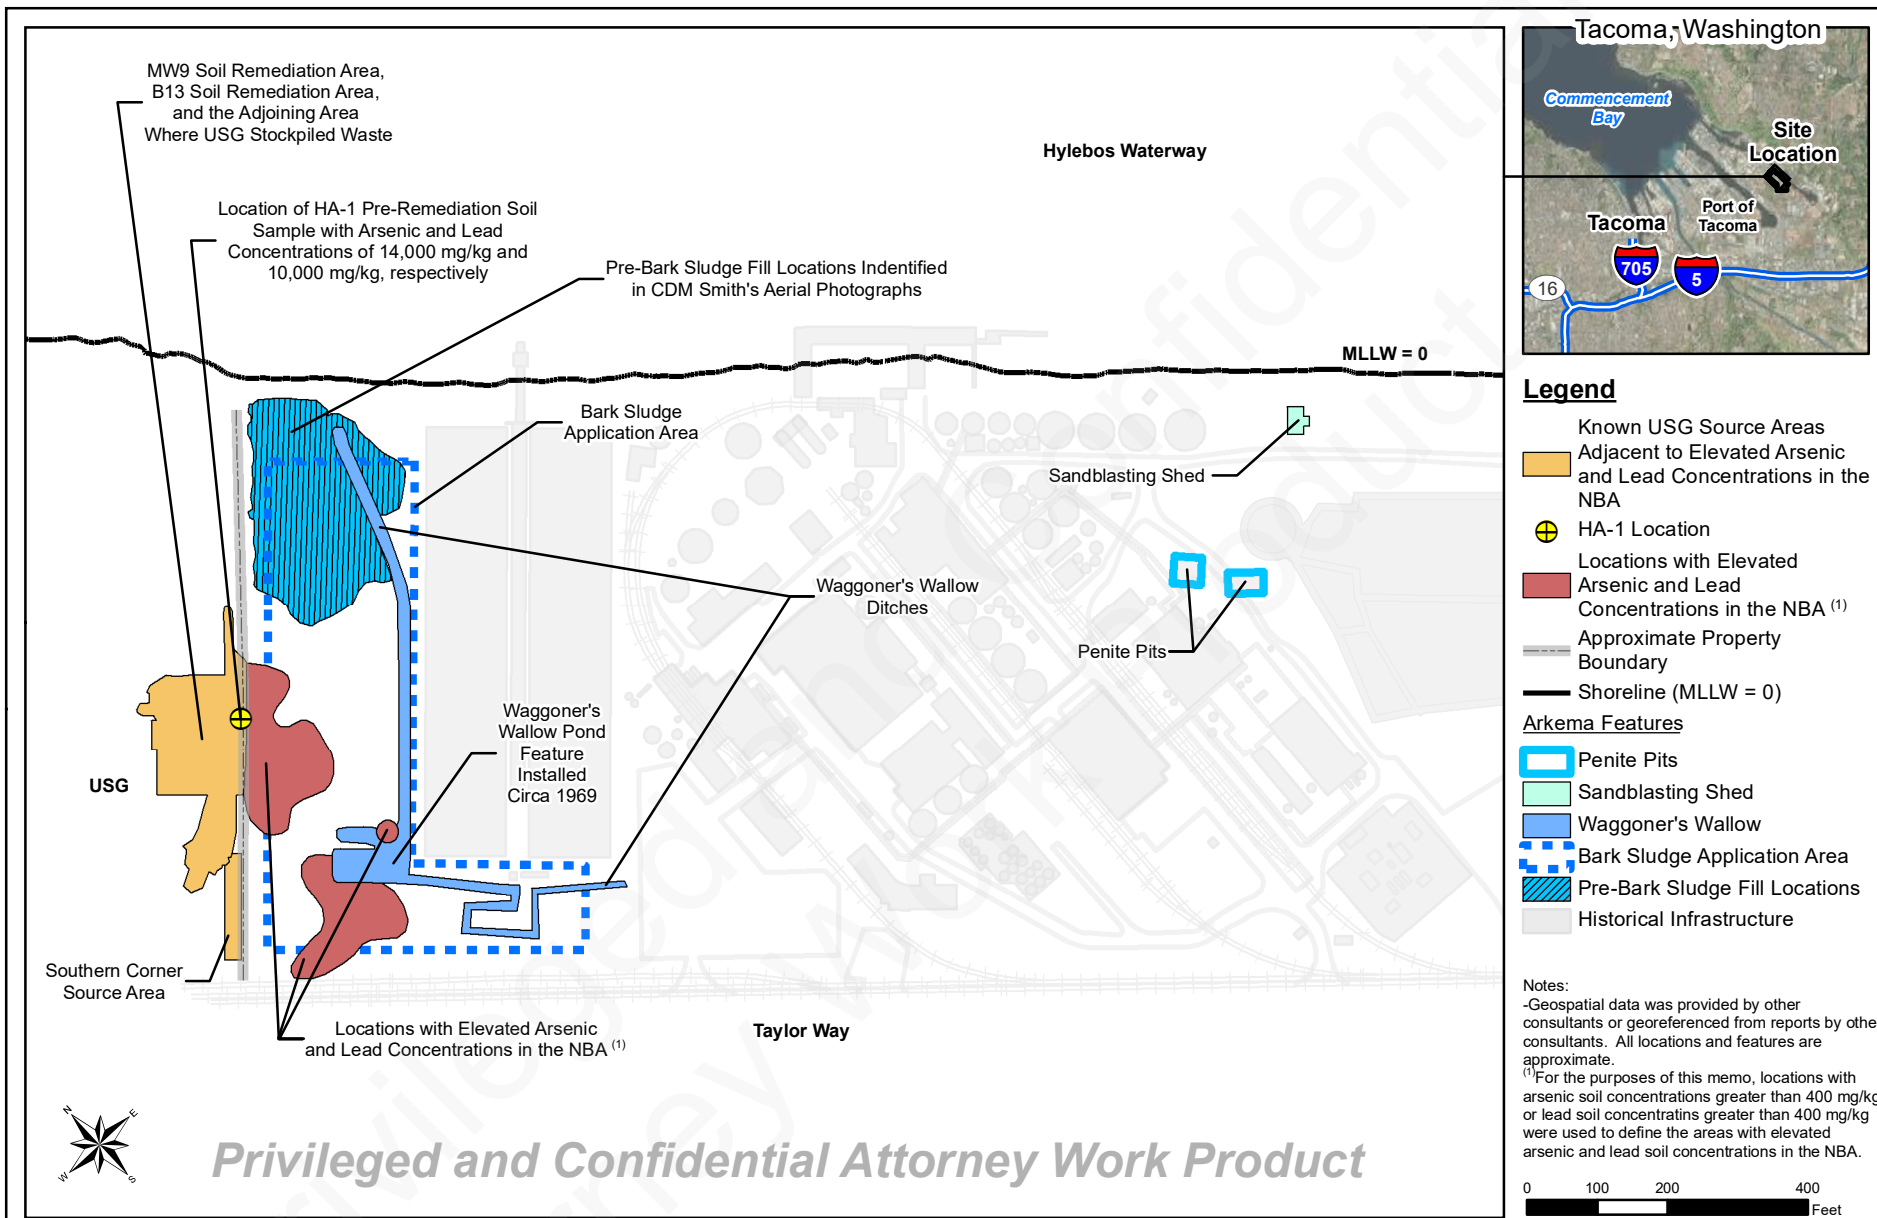 MW9 Soil Remediation Area,
B13 Soil Remediation Area,
and the Adjoining Area
Where USG Stockpiled Waste
Location of HA-1 Pre-Remediation Soil
Sample with Arsenic and Lead
Concentrations of 14,000 mg/kg and
10,000 mg/kg, respectively
Pre-Bark Sludge Fill Locations Indentified
in CDM Smith's Aerial Photographs
Hylebos Waterway
MLLW = 0
Bark Sludge
Application Area
Sandblasting Shed
Waggoner's Wallow
Ditches
Penite Pits
Waggoner's
Wallow Pond
Feature
Installed
Circa 1969
USG
Southern Corner
Source Area
Locations with Elevated Arsenic
and Lead Concentrations in the NBA (1)
Taylor Way
N
E
W
S
Privileged and Confidential Attorney Work Product
Tacoma, Washington
Commencement
Bay
Site
Location
Port of
Tacoma
Tacoma
705
5
16
Legend
Known USG Source Areas
Adjacent to Elevated Arsenic
and Lead Concentrations in the
NBA
HA-1 Location
Locations with Elevated
Arsenic and Lead
Concentrations in the NBA (1)
Approximate Property
Boundary
Shoreline (MLLW = 0)
Arkema Features
Penite Pits
Sandblasting Shed
Waggoner's Wallow
Bark Sludge Application Area
Pre-Bark Sludge Fill Locations
Historical Infrastructure
Notes:
-Geospatial data was provided by other
consultants or georeferenced from reports by othe
consultants. All locations and features are
approximate.
(1)For the purposes of this memo, locations with
arsenic soil concentrations greater than 400 mg/kg
or lead soil concentratins greater than 400 mg/kg
were used to define the areas with elevated
arsenic and lead soil concentrations in the NBA.
0 100 200 400
Feet